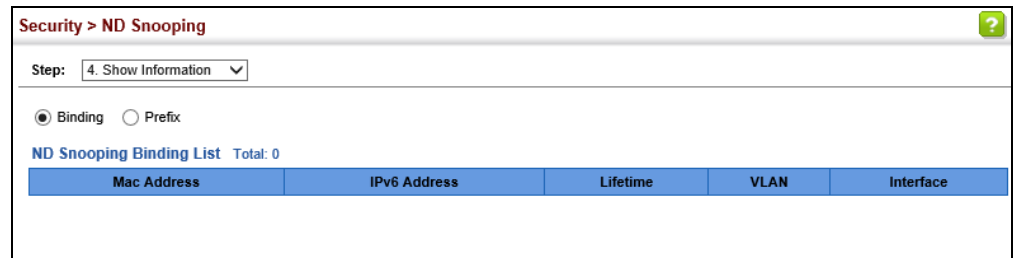 Security > ND Snooping
?
Step: 4. Show Information
Binding Prefix
ND Snooping Binding List Total: 0
Mac Address IPv6 Address Lifetime VLAN Interface